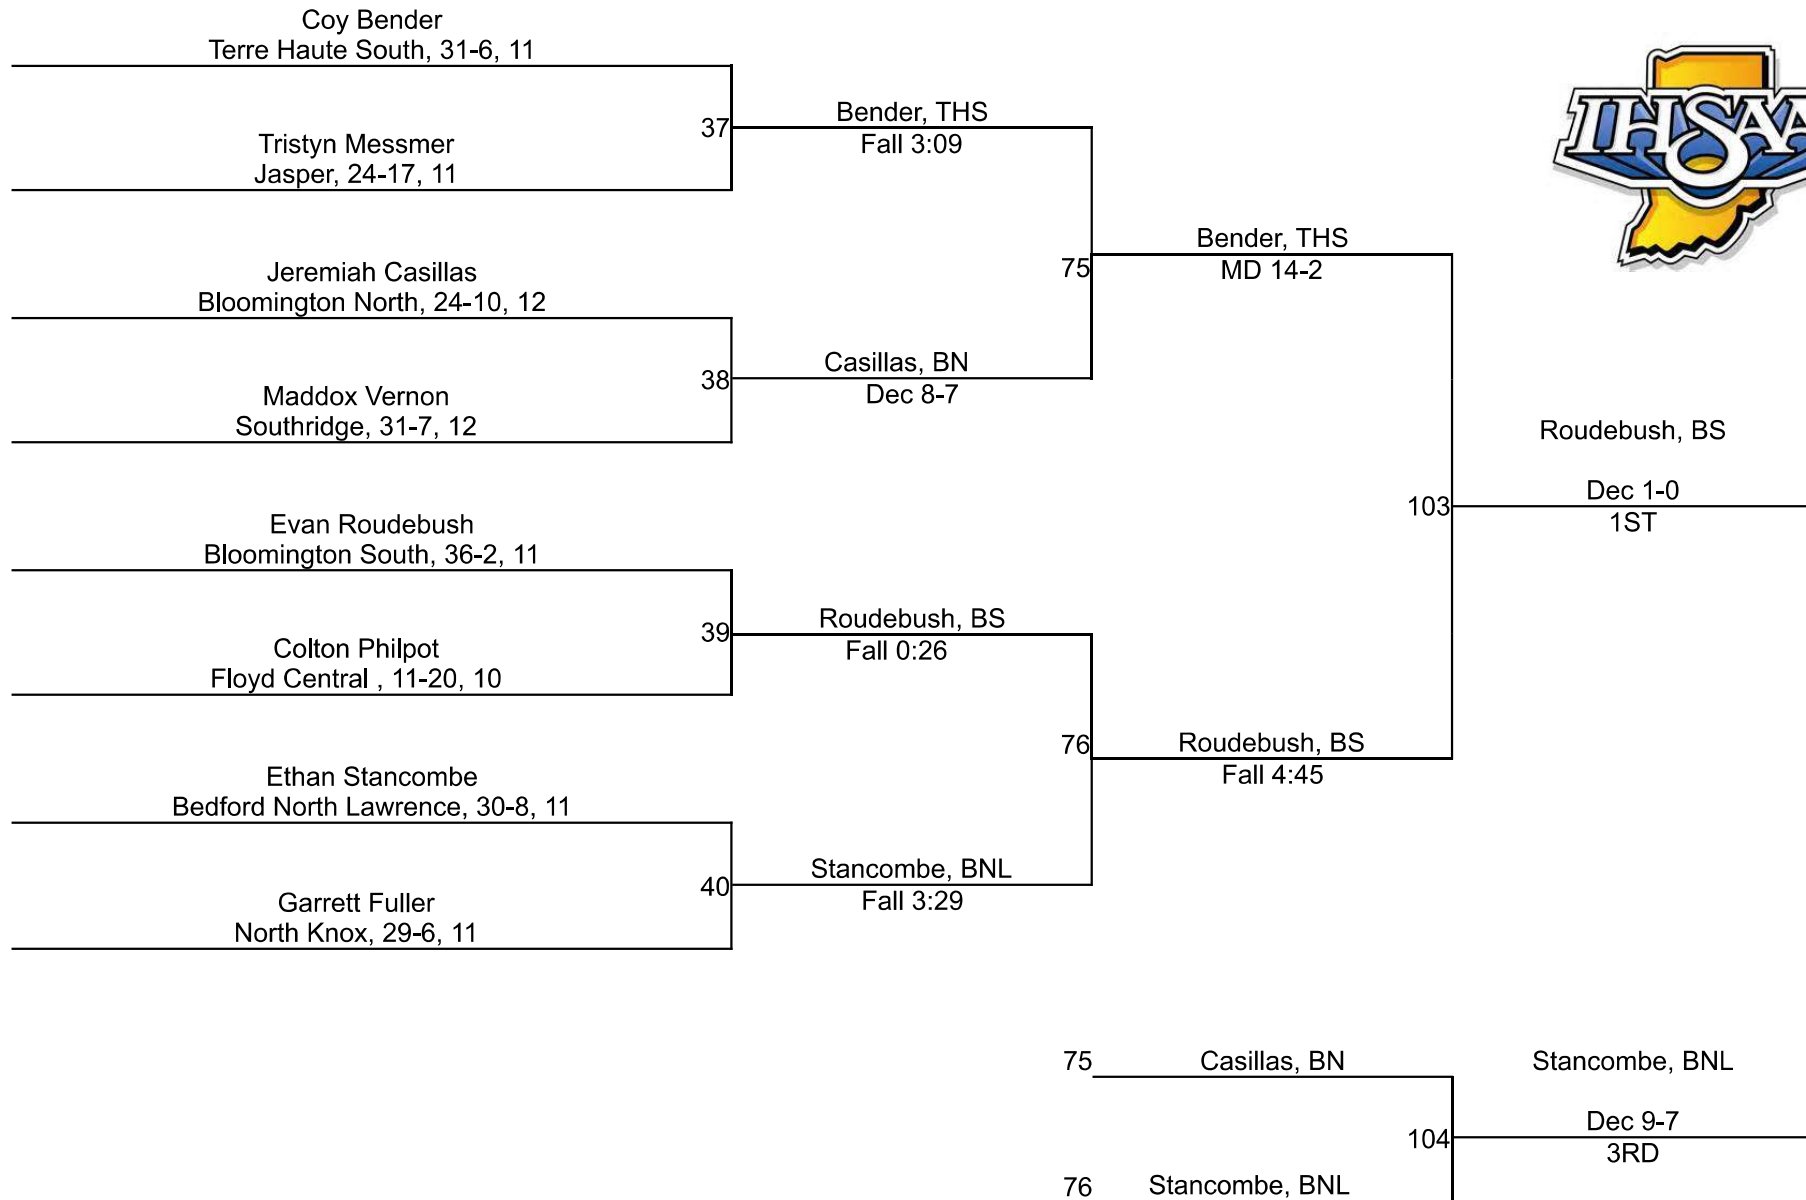 Coy Bender
Terre Haute South, 31-6, 11
Tristyn Messmer
Jasper, 24-17, 11
37
Bender, THS
Fall 3:09
Jeremiah Casillas
Bloomington North, 24-10, 12
Maddox Vernon
Southridge, 31-7, 12
38
Casillas, BN
Dec 8-7
75
Bender, THS
MD 14-2
Evan Roudebush
Bloomington South, 36-2, 11
Colton Philpot
Floyd Central , 11-20, 10
39
Roudebush, BS
Fall 0:26
Ethan Stancombe
Bedford North Lawrence, 30-8, 11
Garrett Fuller
North Knox, 29-6, 11
40
Stancombe, BNL
Fall 3:29
76
Roudebush, BS
Fall 4:45
103
Roudebush, BS
Dec 1-0
1ST
IHSAA
75
Casillas, BN
76
Stancombe, BNL
104
Stancombe, BNL
Dec 9-7
3RD